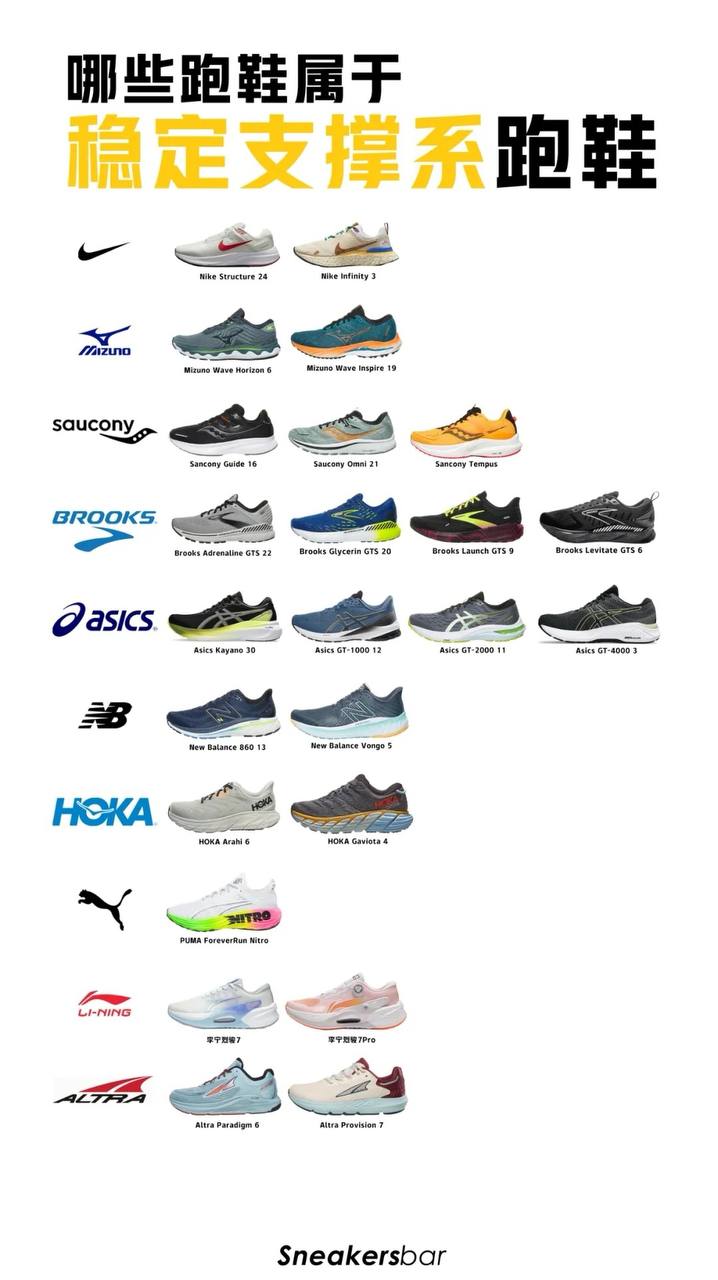 哪些跑鞋属于
稳定支撑系跑鞋
Nike Structure 24
Nike Infinity 3
MIZUNO
Mizuno Wave Horizon 6
Mizuno Wave Inspire 19
saucony
Sancony Guide 16
Saucony Omni 21
Sancony Tempus
BROOKS
Brooks Adrenaline GTS 22
Brooks Glycerin GTS 20
Brooks Launch GTS 9
Brooks Levitate GTS 6
asics
Asics Kayano 30
Asics GT-1000 12
Asics GT-2000 11
Asics GT-4000 3
NB
New Balance 860 13
New Balance Vongo 5
HOKA
HOKA
HOKA
HOKA Arahi 6
HOKA Gaviota 4
NITRO
PUMA ForeverRun Nitro
LI-NING
李宁烈骏7
李宁烈骏7Pro
ALTRA
Altra Paradigm 6
Altra Provision 7
Sneakersbar